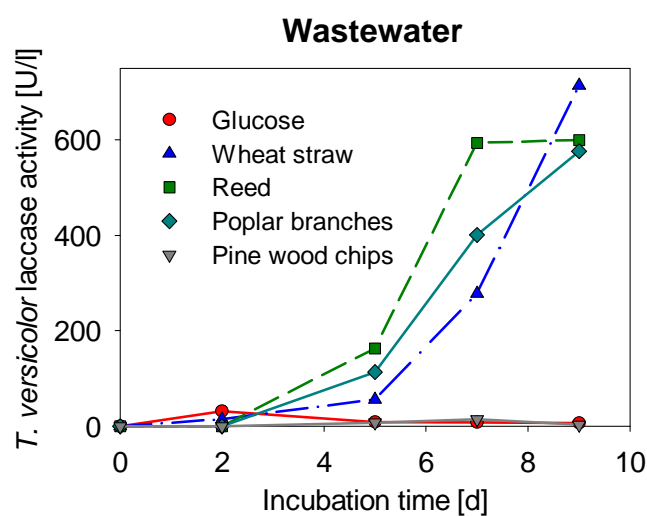 Wastewater
T. versicolor laccase activity [U/l]
600
400
200
0
Glucose
Wheat straw
Reed
Poplar branches
Pine wood chips
0 2 4 6 8 10
Incubation time [d]